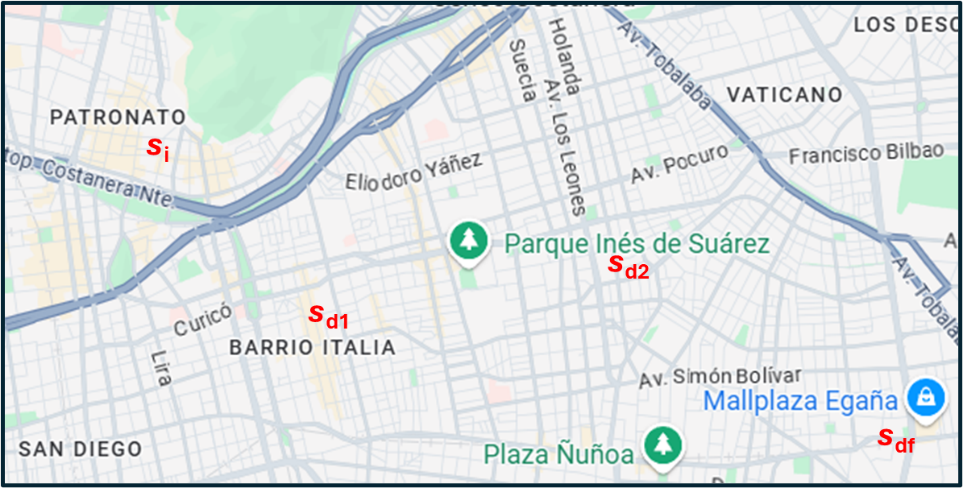 LOS DESC
Holanda
Suecia
Av. Tobalaba
Av. Los Leones
VATICANO
PATRONATO
si
top. Costanera Nte.
Eliodoro Yáñez
Av. Pocuro
Francisco Bilbao
Parque Inés de Suárez
A
sd2
Av. Tobalaba
Curicó
sd1
BARRIO ITALIA
Lira
Av. Simón Bolívar
Mallplaza Egaña
sdf
SAN DIEGO
Plaza Ñuñoa